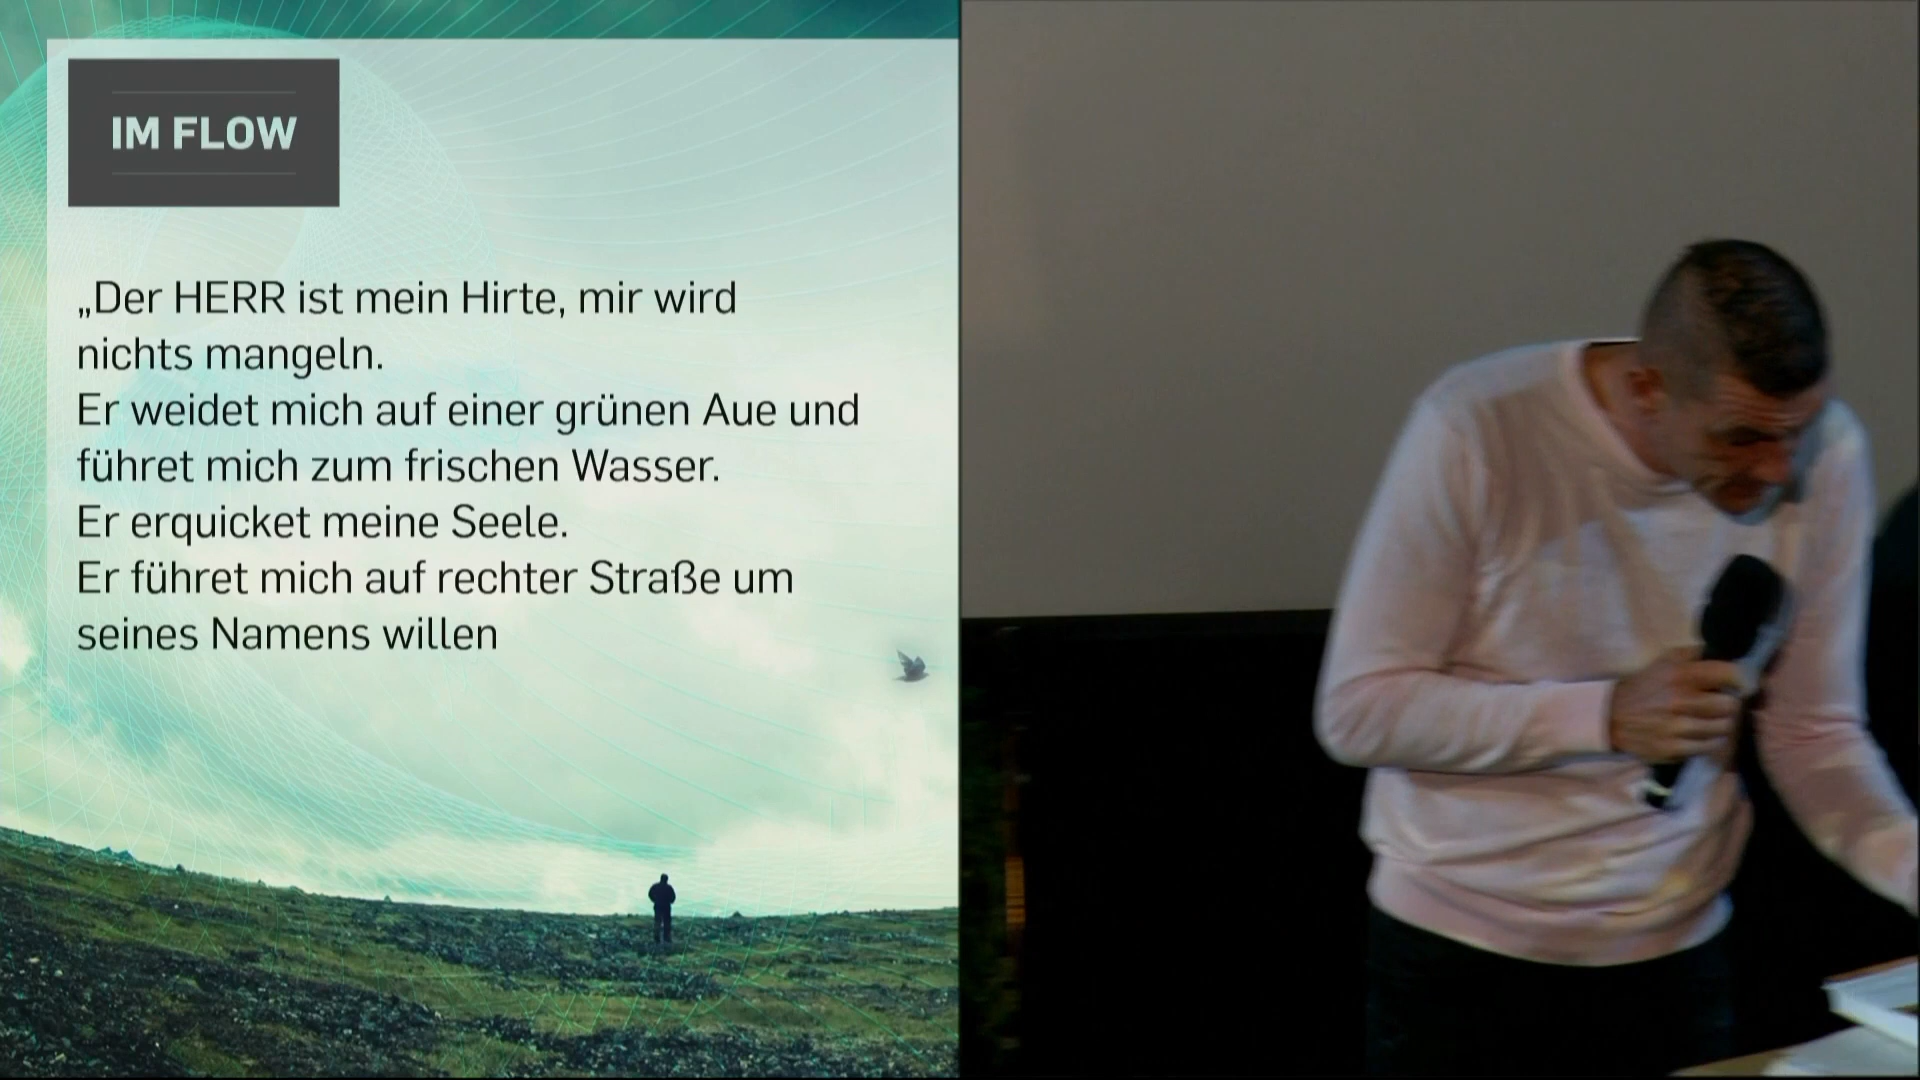 IM FLOW
„Der HERR ist mein Hirte, mir wird
nichts mangeln.
Er weidet mich auf einer grünen Aue und
führet mich zum frischen Wasser.
Er erquicket meine Seele.
Er führet mich auf rechter Straße um
seines Namens willen